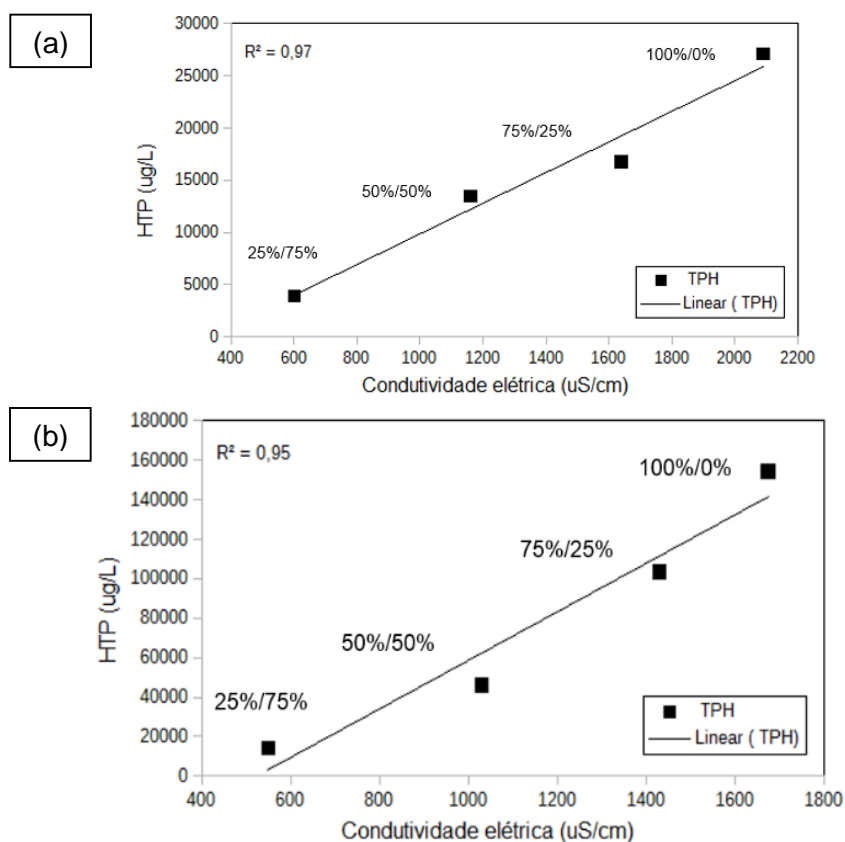 (a)
30000
R² = 0,97
100%/0%
25000
20000
75%/25%
HTP (ug/L)
15000
50%/50%
10000
25%/75%
5000
TPH
Linear ( TPH)
0
400 600 800 1000 1200 1400 1600 1800 2000 2200
Condutividade elétrica (uS/cm)
(b)
180000
R² = 0,95
160000
100%/0%
140000
120000
75%/25%
100000
HTP (ug/L)
80000
50%/50%
60000
40000
25%/75%
TPH
20000
Linear ( TPH)
0
400 600 800 1000 1200 1400 1600 1800
Condutividade elétrica (uS/cm)